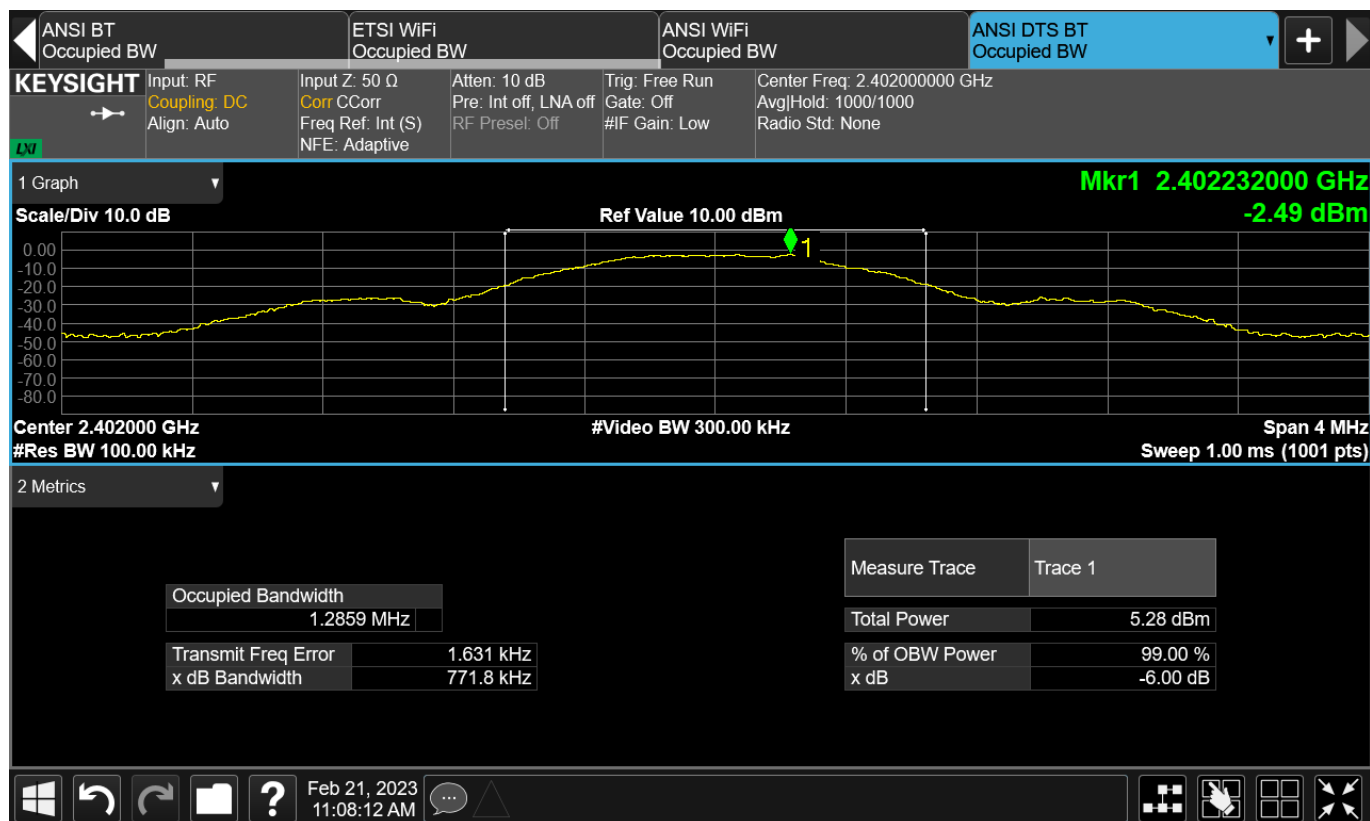 ANSI BT
Occupied BW
ETSI WiFi
Occupied BW
ANSI WiFi
Occupied BW
ANSI DTS BT
Occupied BW
KEYSIGHT
LXI
Input: RF
Coupling: DC
Align: Auto
Input Z: 50 Ω
Corr CCorr
Freq Ref: Int (S)
NFE: Adaptive
Atten: 10 dB
Pre: Int off, LNA off
RF Presel: Off
Trig: Free Run
Gate: Off
#IF Gain: Low
Center Freq: 2.402000000 GHz
Avg|Hold: 1000/1000
Radio Std: None
1 Graph
Mkr1 2.402232000 GHz
-2.49 dBm
Scale/Div 10.0 dB
Ref Value 10.00 dBm
1
0.00
-10.0
-20.0
-30.0
-40.0
-50.0
-60.0
-70.0
-80.0
Center 2.402000 GHz
#Video BW 300.00 kHz
Span 4 MHz
#Res BW 100.00 kHz
Sweep 1.00 ms (1001 pts)
2 Metrics
Measure Trace Trace 1
Occupied Bandwidth
1.2859 MHz
Total Power 5.28 dBm
Transmit Freq Error 1.631 kHz
% of OBW Power 99.00 %
x dB Bandwidth 771.8 kHz
x dB -6.00 dB
?
Feb 21, 2023
11:08:12 AM